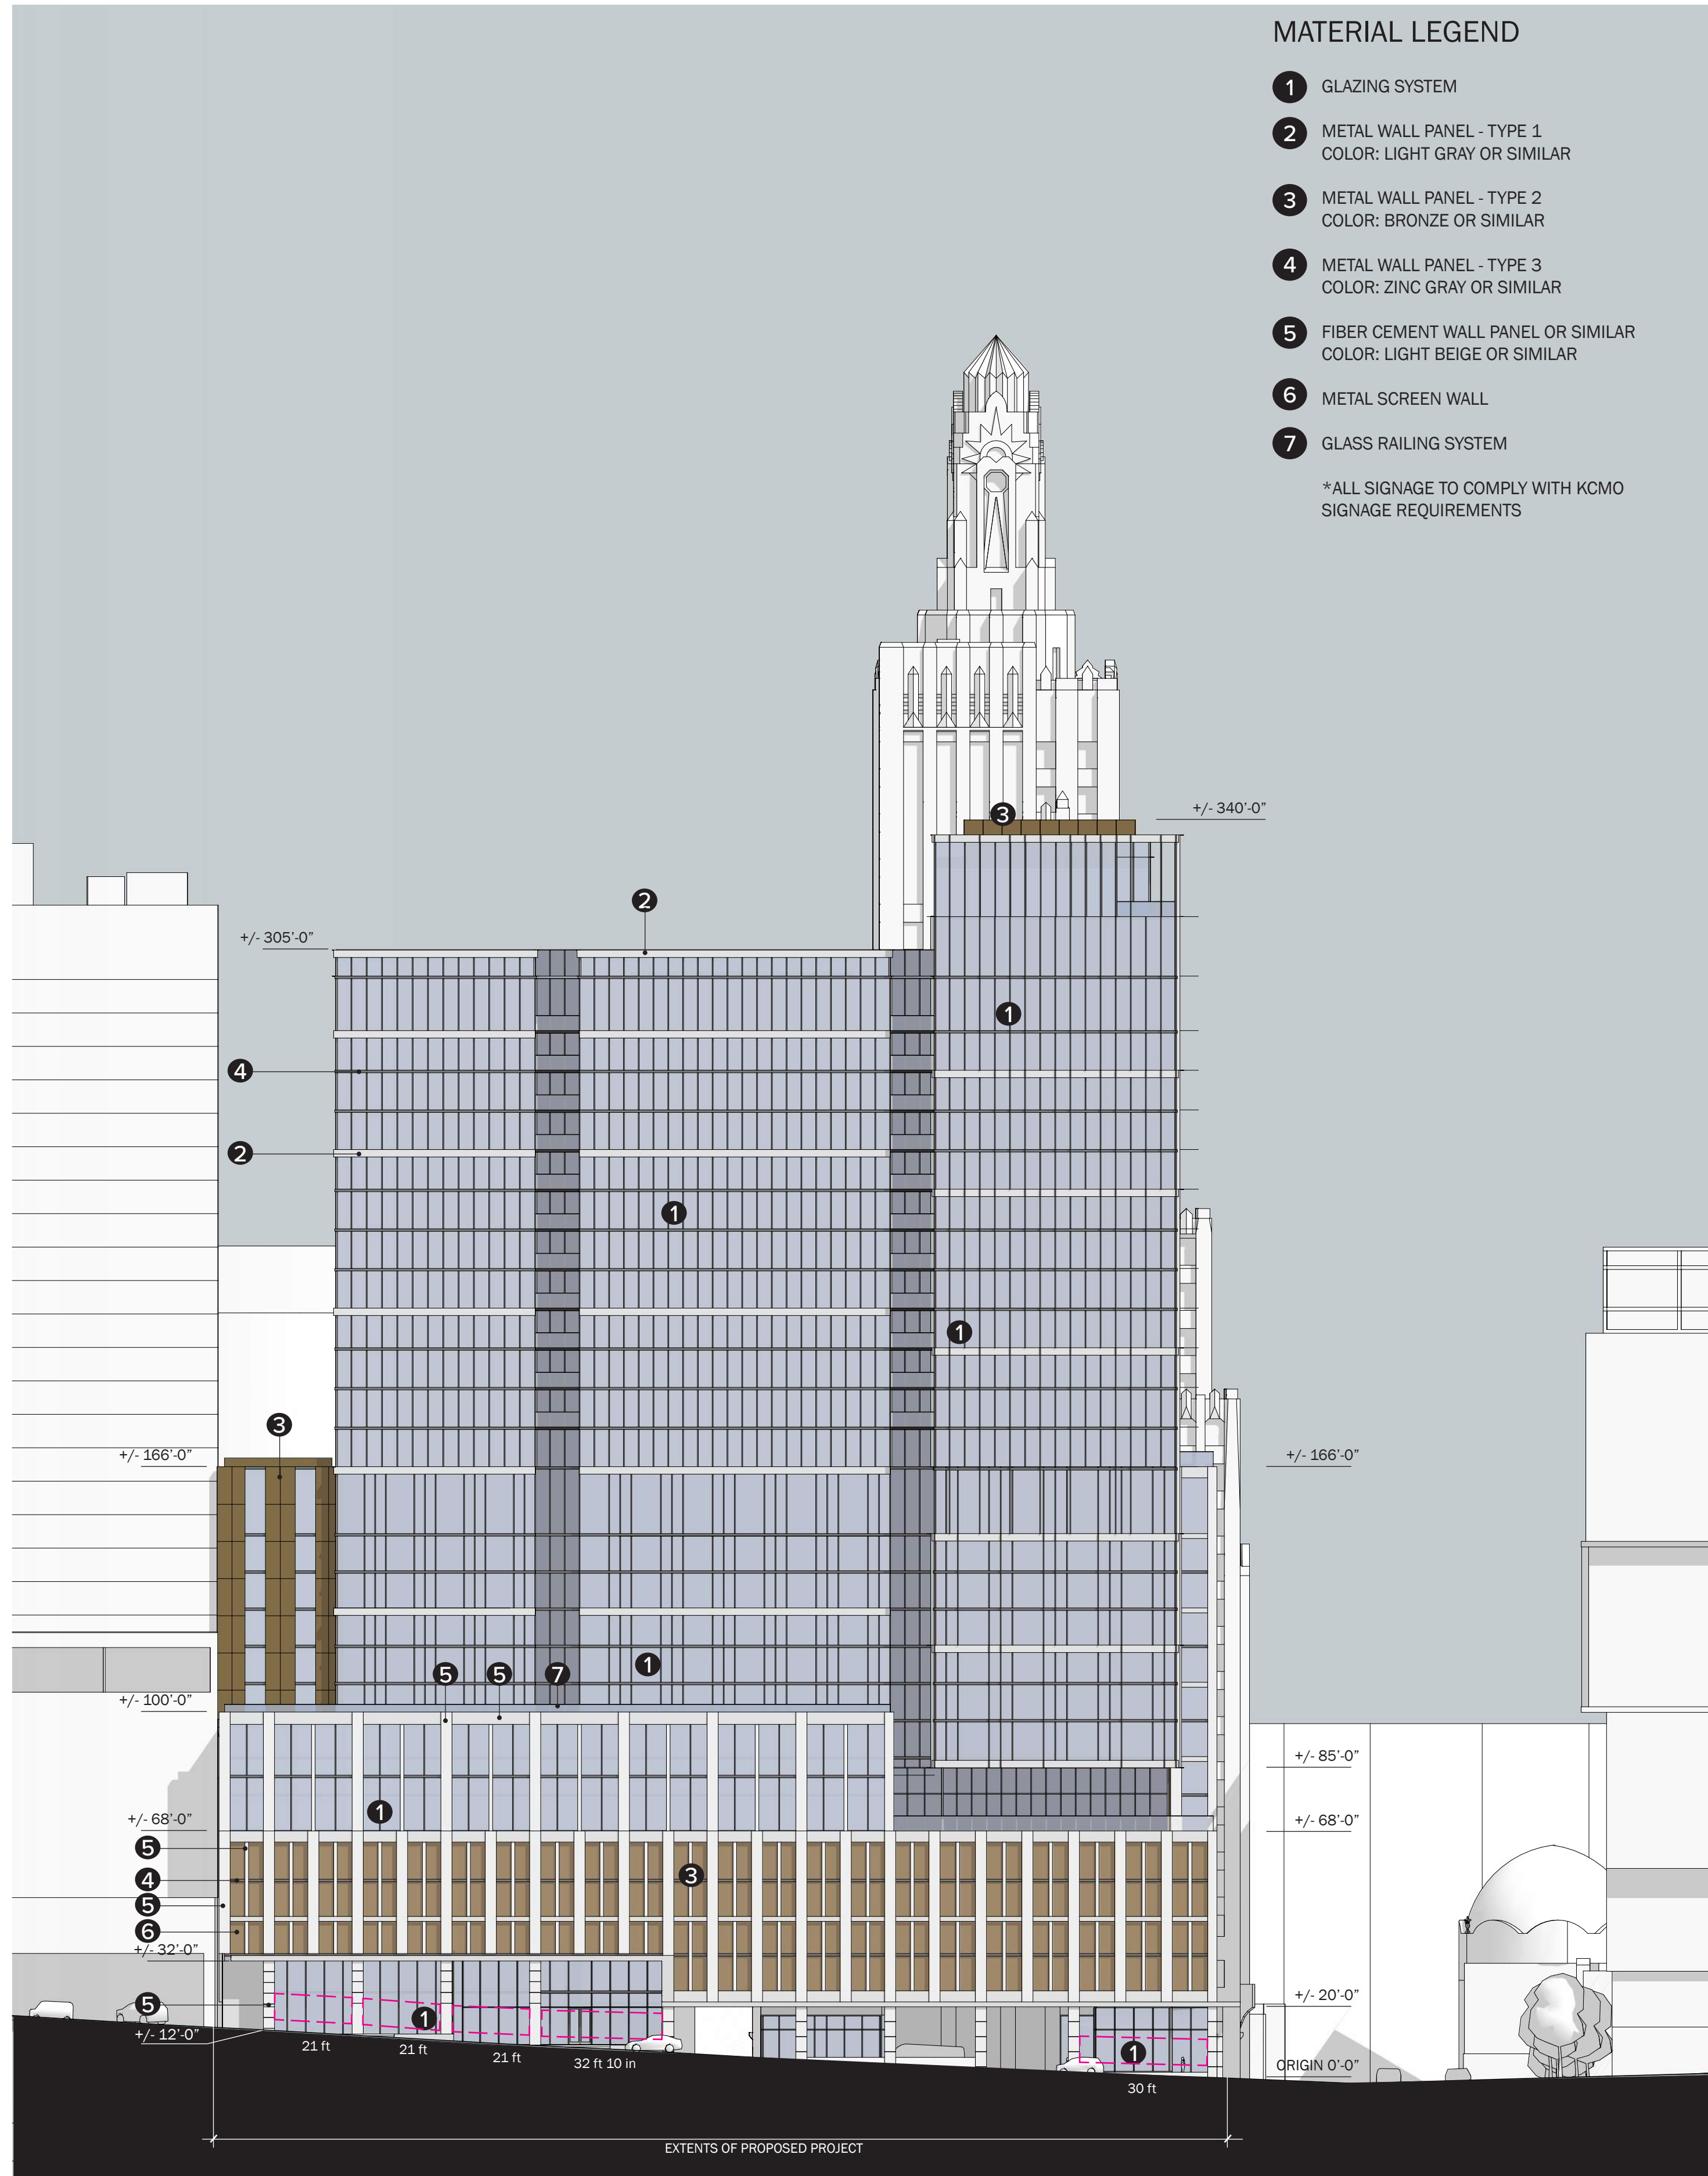 MATERIAL LEGEND
1 GLAZING SYSTEM
2 METAL WALL PANEL - TYPE 1
COLOR: LIGHT GRAY OR SIMILAR
3 METAL WALL PANEL - TYPE 2
COLOR: BRONZE OR SIMILAR
4 METAL WALL PANEL - TYPE 3
COLOR: ZINC GRAY OR SIMILAR
5 FIBER CEMENT WALL PANEL OR SIMILAR
COLOR: LIGHT BEIGE OR SIMILAR
6 METAL SCREEN WALL
7 GLASS RAILING SYSTEM
*ALL SIGNAGE TO COMPLY WITH KCMO
SIGNAGE REQUIREMENTS
+/- 340'-0"
3
2
+/- 305'-0"
1
4
2
1
1
3
+/- 166'-0"
+/- 166'-0"
1
5
5
7
+/- 100'-0"
+/- 85'-0"
1
+/- 68'-0"
+/- 68'-0"
5
3
4
5
6
+/- 32'-0"
+/- 20'-0"
5
1
+/- 12'-0"
21 ft
21 ft
21 ft
32 ft 10 in
1
ORIGIN 0'-0"
30 ft
EXTENTS OF PROPOSED PROJECT